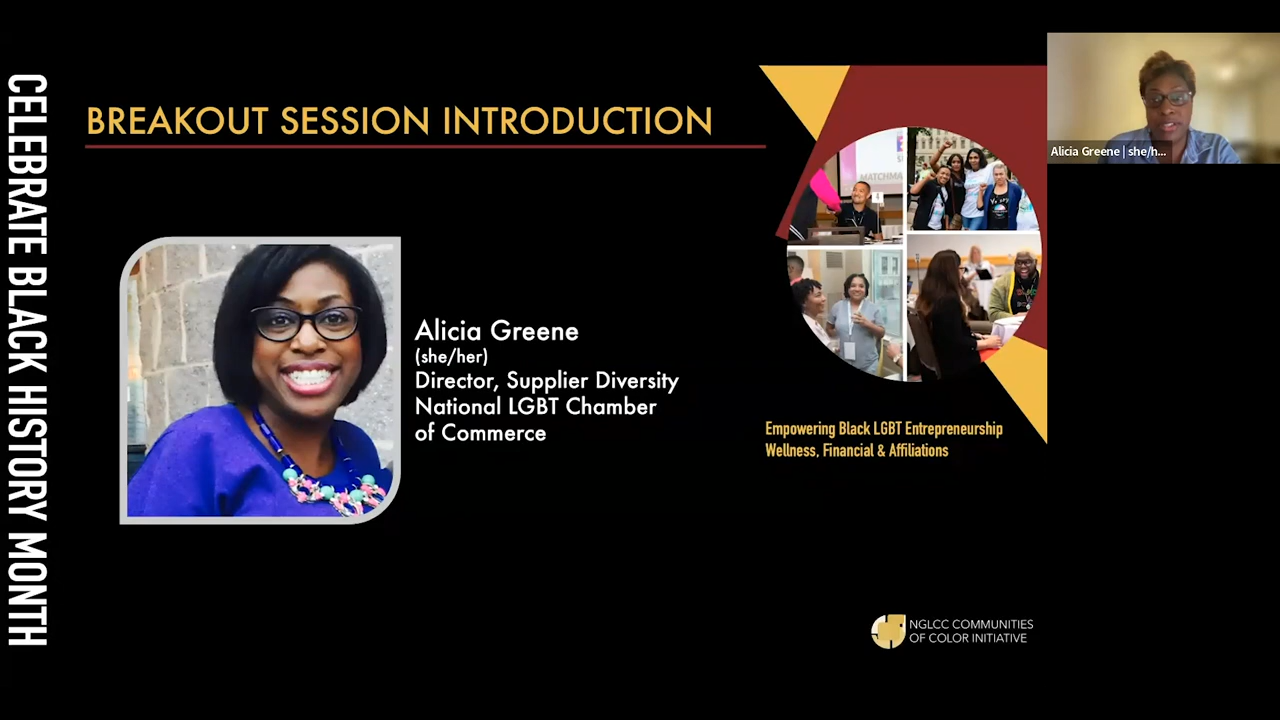 CELEBRATE BLACK HISTORY MONTH
BREAKOUT SESSION INTRODUCTION
Alicia Greene
(she/her)
Director, Supplier Diversity
National LGBT Chamber
of Commerce
MATCHMA
Empowering Black LGBT Entrepreneurship
Wellness, Financial & Affiliations
NGLCC COMMUNITIES
OF COLOR INITIATIVE
Alicia Greene | she/h...